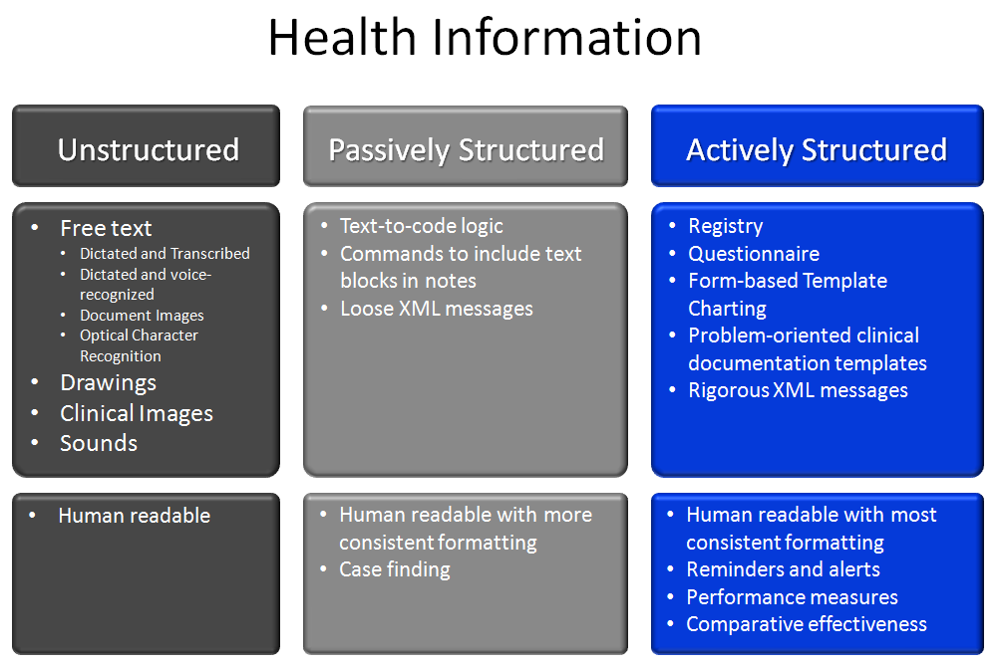 Health Information
Unstructured
Passively Structured
Actively Structured
• Free text
• Dictated and Transcribed
• Dictated and voice-
recognized
• Document Images
• Optical Character
Recognition
• Drawings
• Clinical Images
• Sounds
• Text-to-code logic
• Commands to include text
blocks in notes
• Loose XML messages
• Registry
• Questionnaire
• Form-based Template
Charting
• Problem-oriented clinical
documentation templates
• Rigorous XML messages
• Human readable
• Human readable with more
consistent formatting
• Case finding
• Human readable with most
consistent formatting
• Reminders and alerts
• Performance measures
• Comparative effectiveness